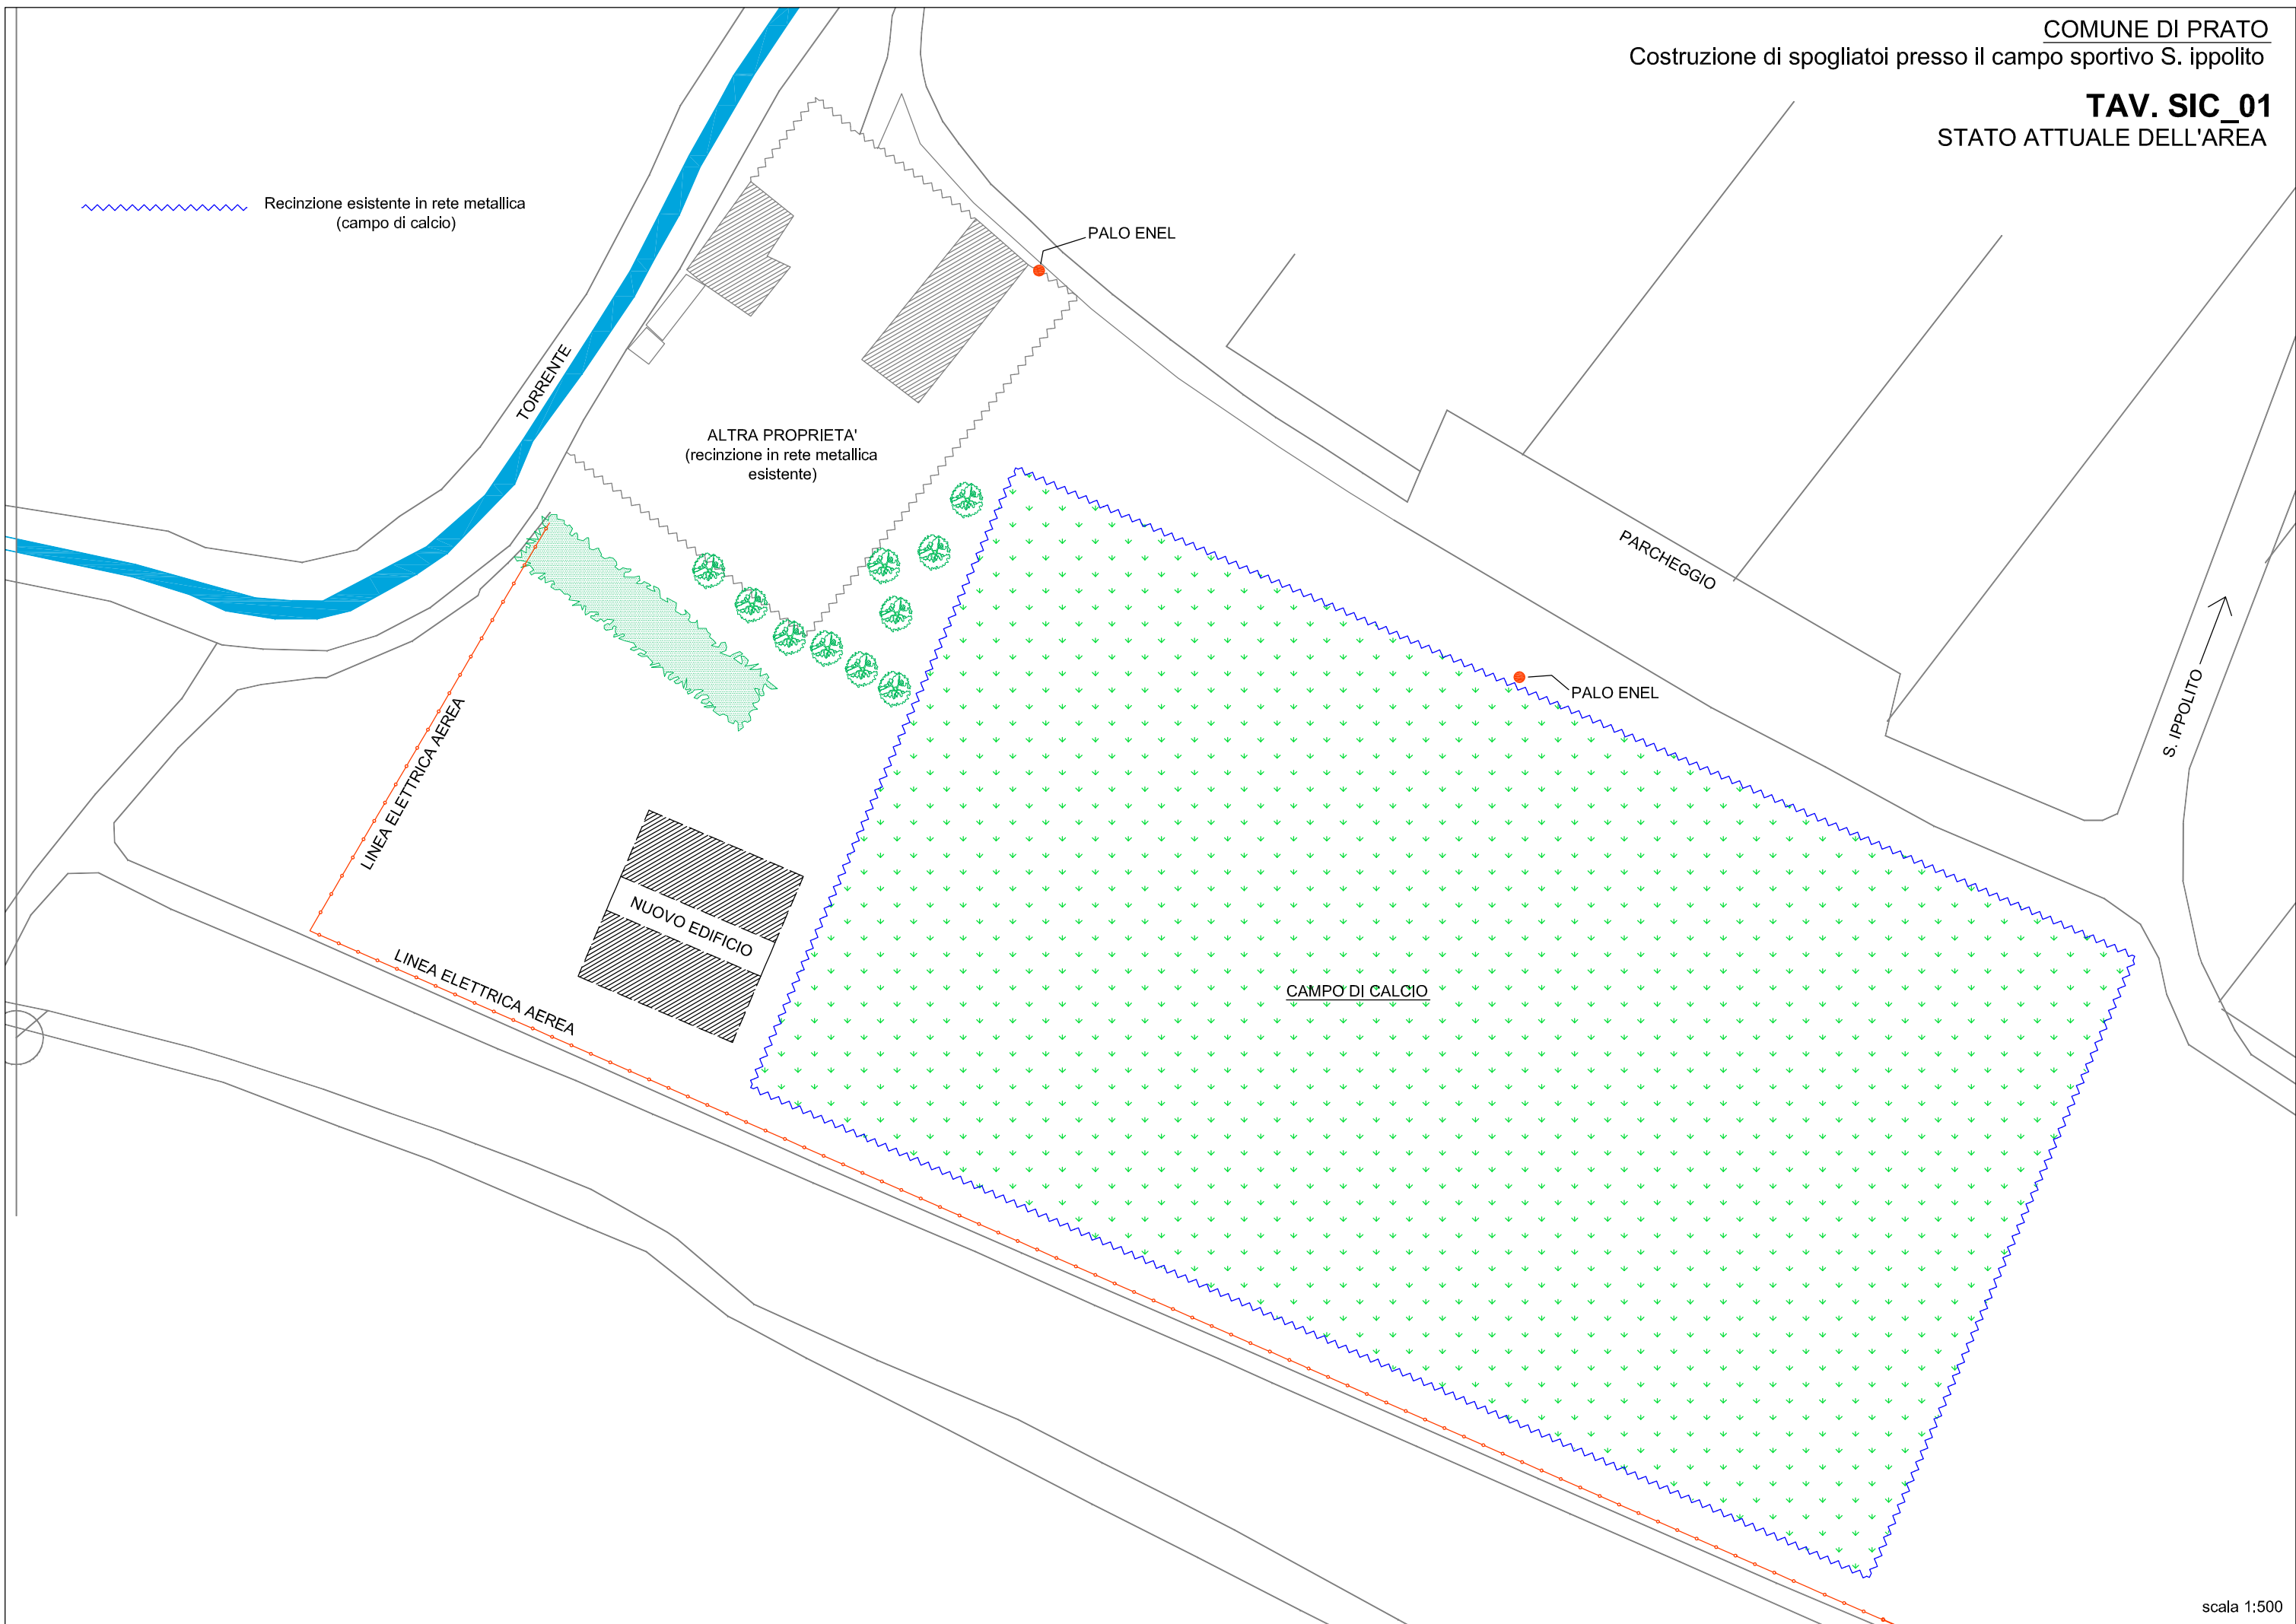 COMUNE DI PRATO
Costruzione di spogliatoi presso il campo sportivo S. ippolito
TAV. SIC_01
STATO ATTUALE DELL'AREA
Recinzione esistente in rete metallica
(campo di calcio)
PALO ENEL
TORRENTE
ALTRA PROPRIETA'
(recinzione in rete metallica
esistente)
PARCHEGGIO
PALO ENEL
S. IPPOLITO
LINEA ELETTRICA AEREA
NUOVO EDIFICIO
LINEA ELETTRICA AEREA
CAMPO DI CALCIO
scala 1:500